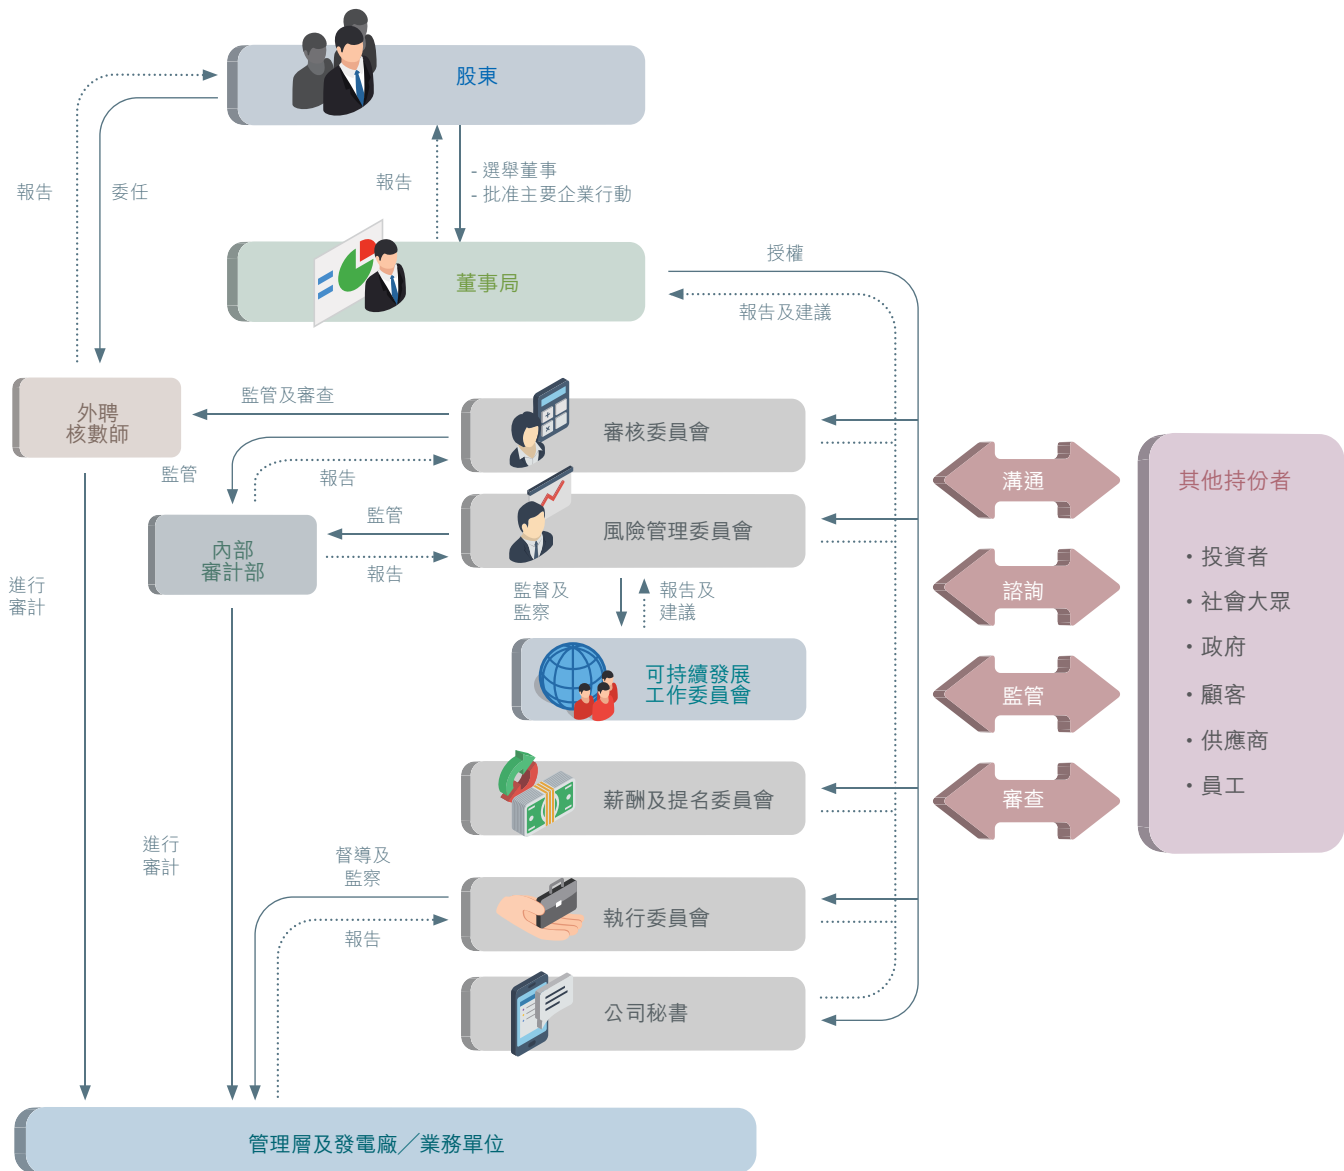 股東
報告
委任
報告
- 選舉董事
- 批准主要企業行動
董事局
授權
報告及建議
外聘
核數師
監管及審查
審核委員會
監管
報告
內部
審計部
監管
報告
風險管理委員會
監督及
監察
報告及
建議
可持續發展
工作委員會
薪酬及提名委員會
進行
審計
進行
審計
督導及
監察
報告
執行委員會
公司秘書
管理層及發電廠／業務單位
溝通
諮詢
監管
審查
其他持份者
・投資者
・社會大眾
・政府
・顧客
・供應商
・員工